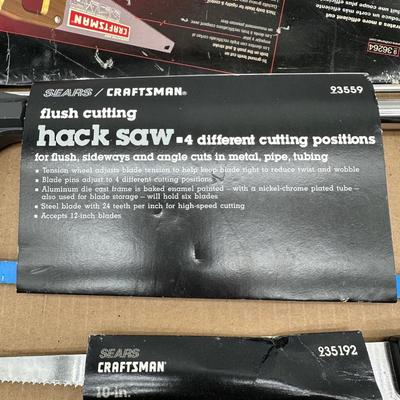 CRAFTSMAN
9 36264
SEARS / CRAFTSMAN® 23559
flush cutting
hack saw ▪ 4 different cutting positions
for flush, sideways and angle cuts in metal, pipe, tubing
• Tension wheel adjusts blade tension to help keep blade tight to reduce twist and wobble
• Blade pins adjust to 4 different cutting positions
• Aluminum die cast frame is baked enamel painted — with a nickel-chrome plated tube —
also used for blade storage — will hold six blades
• Steel blade with 24 teeth per inch for high-speed cutting
• Accepts 12-inch blades
SEARS 935192
CRAFTSMAN®
10-in.